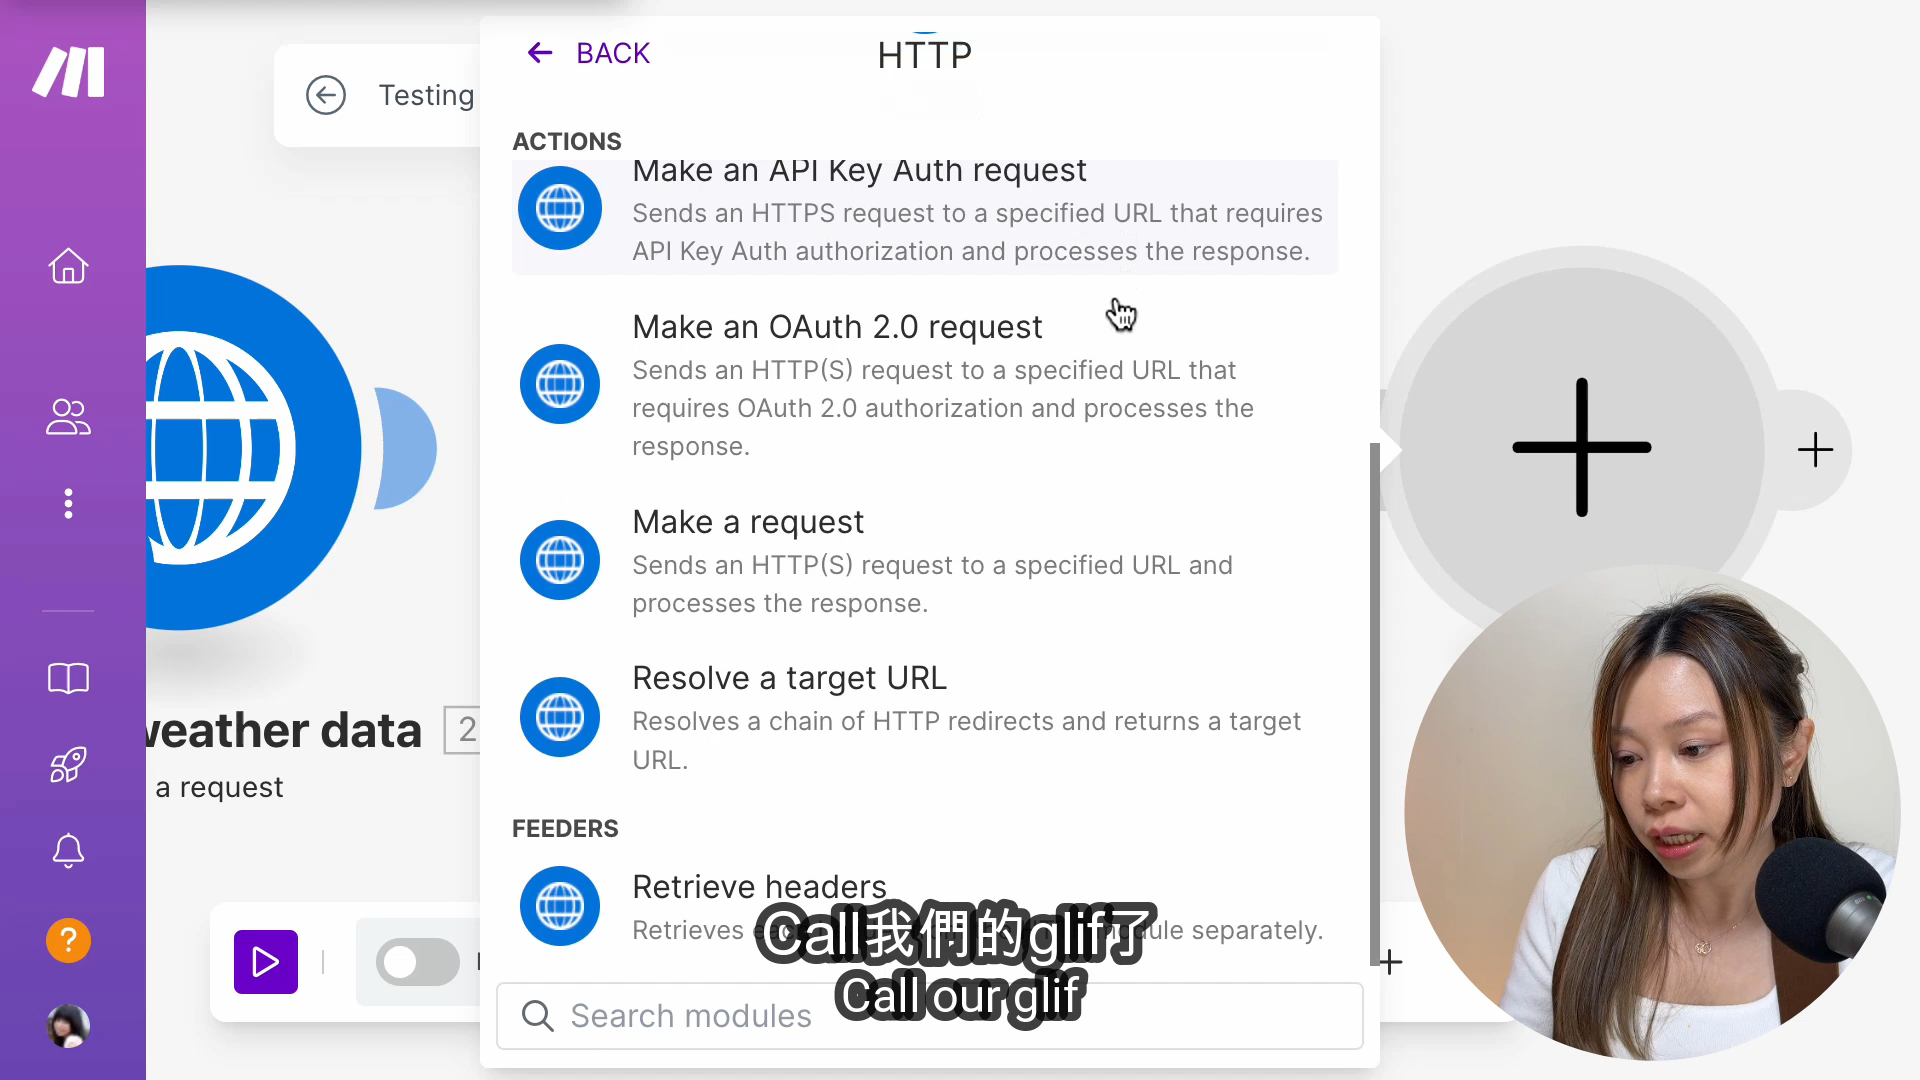 BACK
HTTP
Testing
ACTIONS
Make an API Key Auth request
Sends an HTTPS request to a specified URL that requires
API Key Auth authorization and processes the response.
Make an OAuth 2.0 request
Sends an HTTP(S) request to a specified URL that
requires OAuth 2.0 authorization and processes the
response.
Make a request
Sends an HTTP(S) request to a specified URL and
processes the response.
Resolve a target URL
Resolves a chain of HTTP redirects and returns a target
URL.
weather data 2
a request
FEEDERS
Retrieve headers
Retrieves separately.
Call我們的glif了
Call our glif
Search modules
?